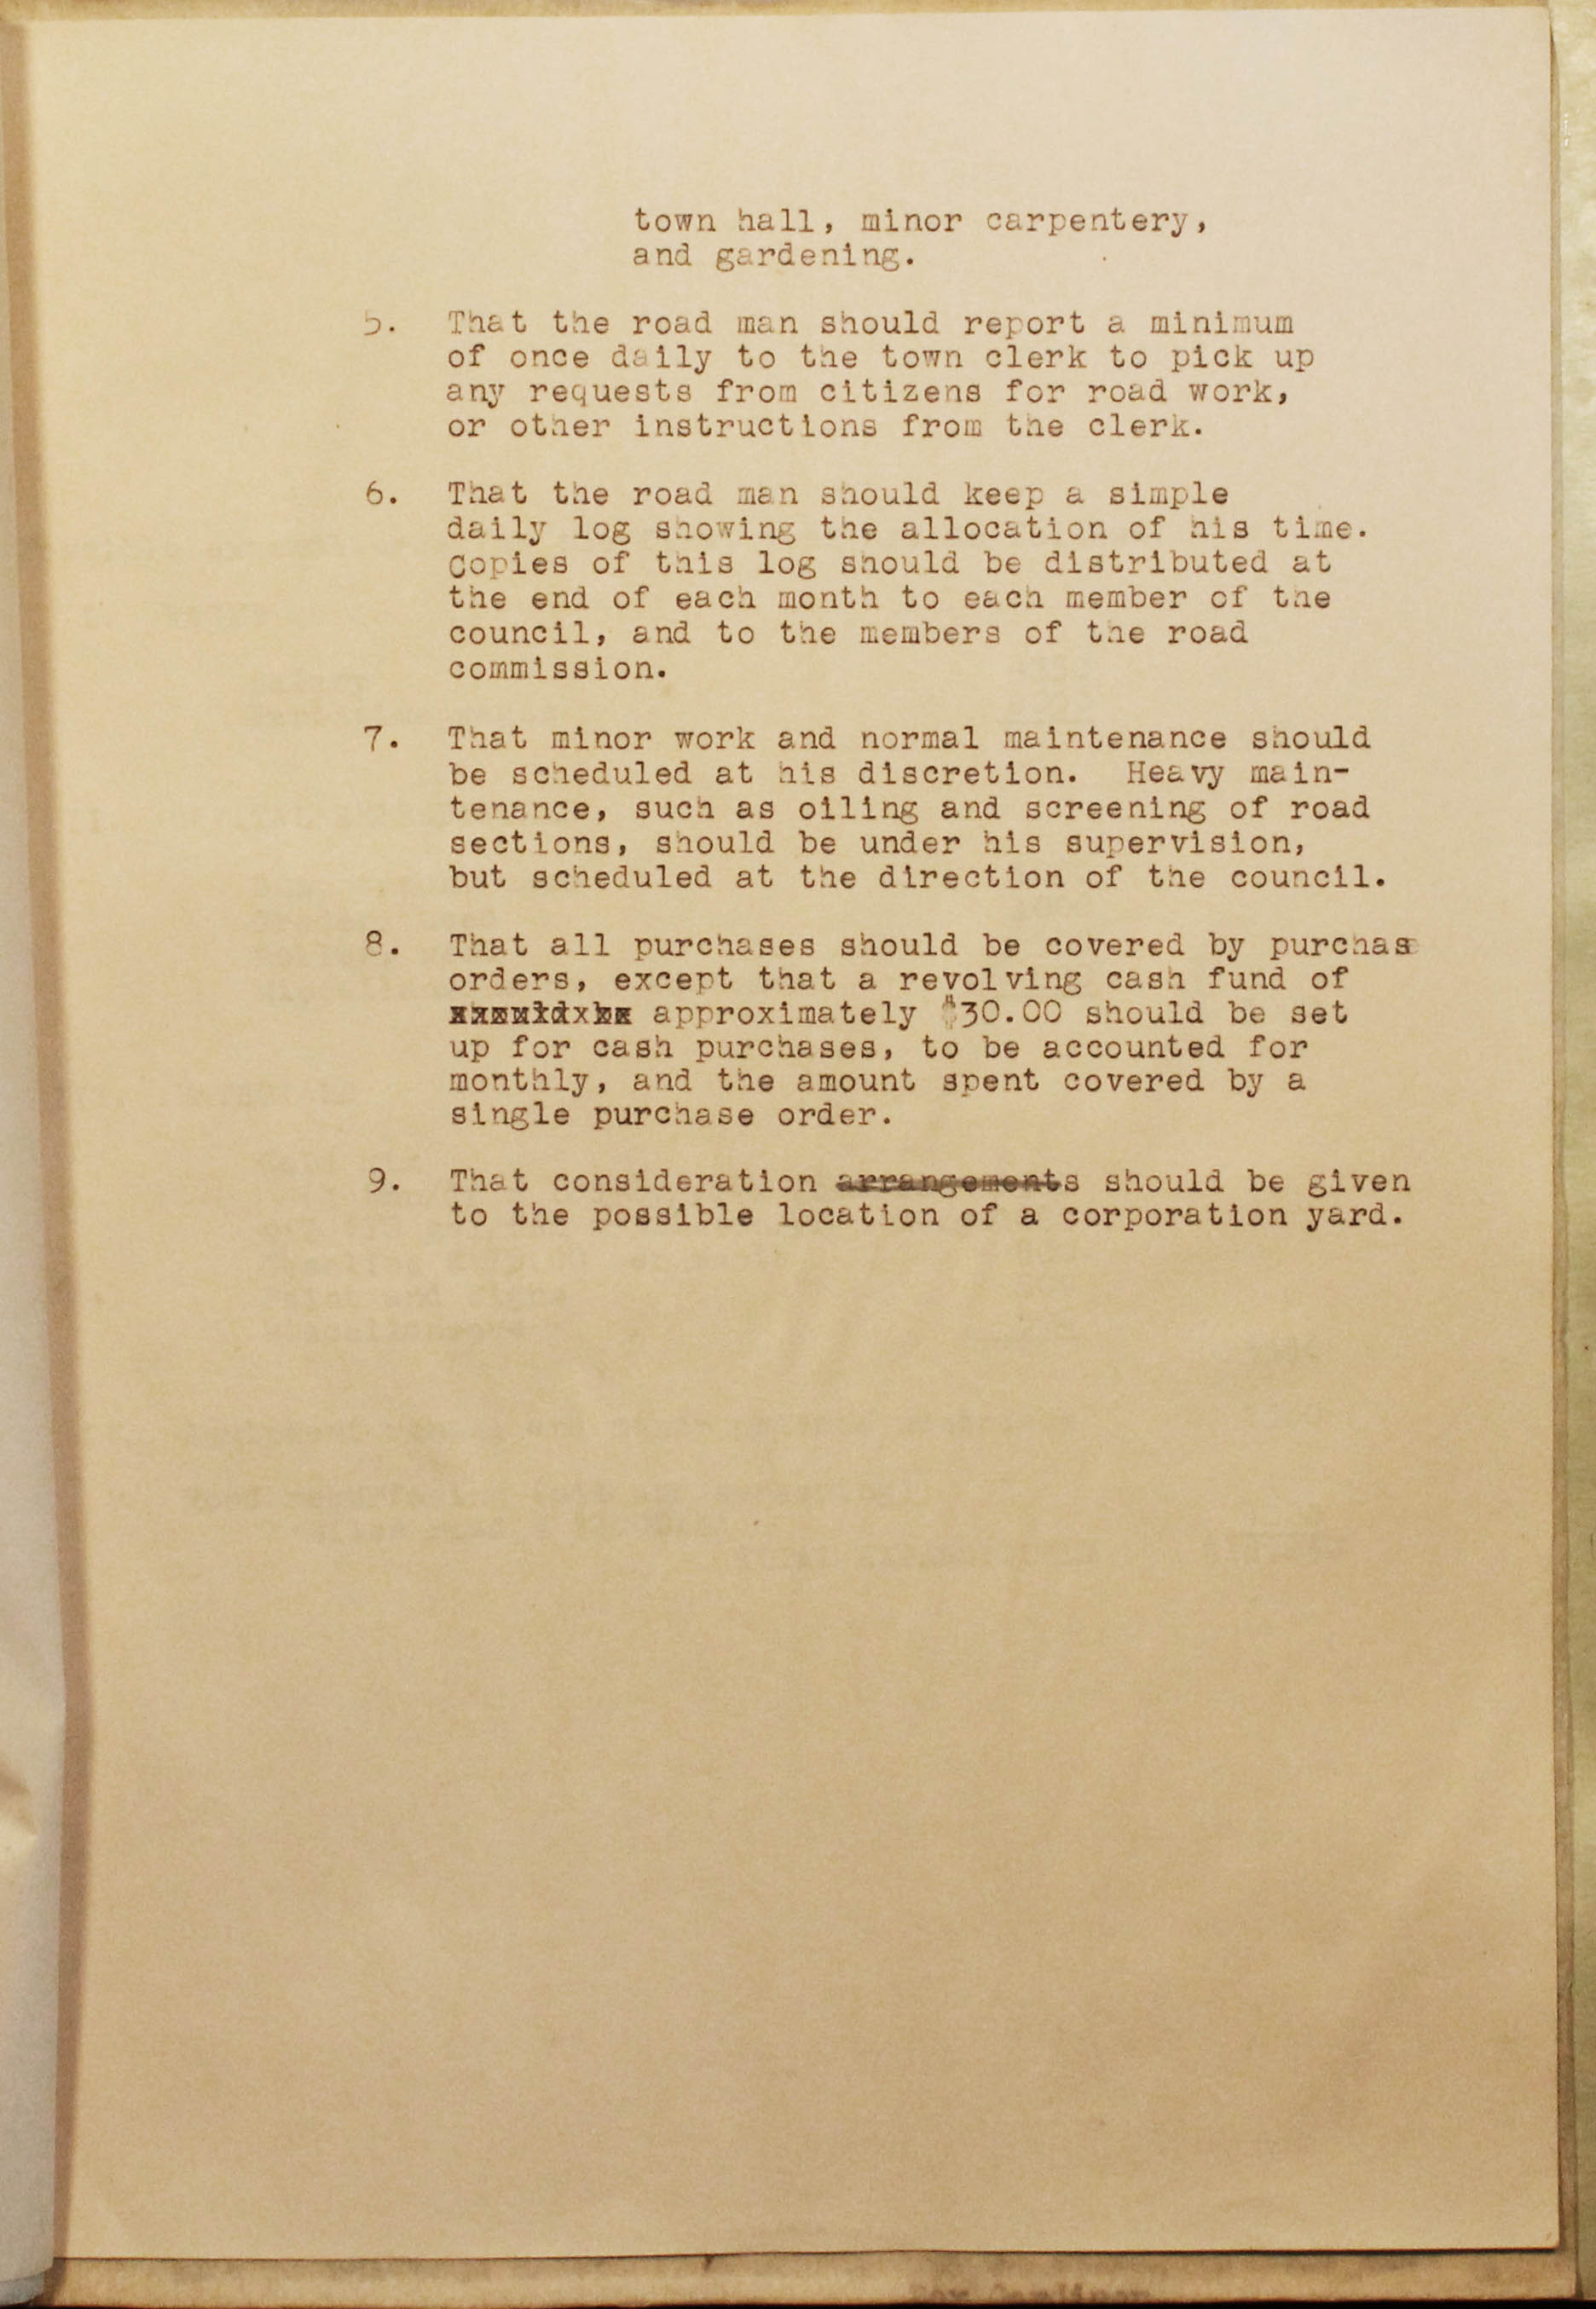 town hall, minor carpentery,
and gardening.
5. That the road man should report a minimum
of once daily to the town clerk to pick up
any requests from citizens for road work,
or other instructions from the clerk.
6. That the road man should keep a simple
daily log showing the allocation of his time.
Copies of this log should be distributed at
the end of each month to each member of the
council, and to the members of the road
commission.
7. That minor work and normal maintenance should
be scheduled at his discretion. Heavy main-
tenance, such as oiling and screening of road
sections, should be under his supervision,
but scheduled at the direction of the council.
8. That all purchases should be covered by purchase
orders, except that a revolving cash fund of
approximately $30.00 should be set
up for cash purchases, to be accounted for
monthly, and the amount spent covered by a
single purchase order.
9. That consideration arrangements should be given
to the possible location of a corporation yard.